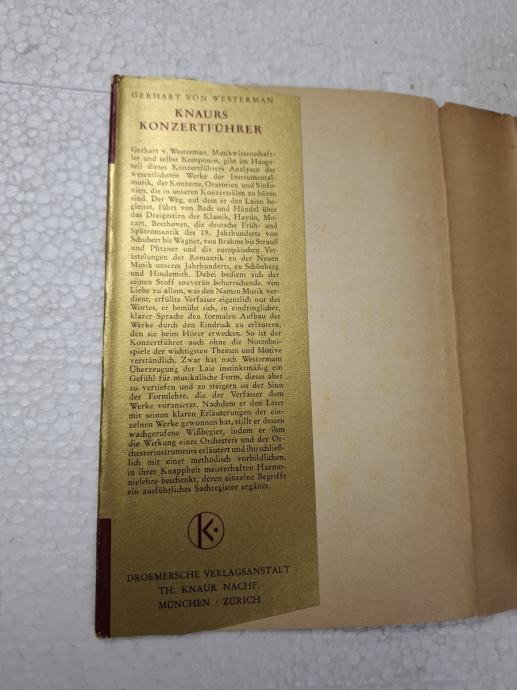 GERHART VON WESTERMAN
KNAURS
KONZERTFÜHRER
Gerhart v. Westerman, Musikwissenschaft-
ler und selbst Komponist, gibt im Haupt-
teil dieses Konzertführers Analysen der
wesentlichsten Werke der Instrumental-
musik, der Konzerte, Oratorien und Sinfo-
nien, die in unseren Konzertsälen zu hören
sind. Der Weg, auf dem er den Laien be-
gleitet, führt von Bach und Händel über
das Dreigestirn der Klassik, Haydn, Mo-
zart, Beethoven, die deutsche Früh- und
Spätromantik des 19. Jahrhunderts von
Schubert bis Wagner, von Brahms bis Strauß
und Pfitzner und die europäischen Ver-
ästelungen der Romantik zu der Neuen
Musik unseres Jahrhunderts, zu Schönberg
und Hindemith. Dabei bedient sich der
seinen Stoff souverän beherrschende, von
Liebe zu allem, was den Namen Musik ver-
dient, erfüllte Verfasser eigentlich nur des
Wortes, er bemüht sich, in eindringlicher,
klarer Sprache den formalen Aufbau der
Werke durch den Eindruck zu erläutern,
den sie beim Hörer erwecken. So ist der
Konzertführer auch ohne die Notenbei-
spiele der wichtigsten Themen und Motive
verständlich. Zwar hat nach Westermans
Überzeugung der Laie instinktmäßig ein
Gefühl für musikalische Form, dieses aber
zu vertiefen und zu steigern ist der Sinn
der Formlehre, die der Verfasser dem
Werke voransetzt. Nachdem er den Leser
mit seinen klaren Erläuterungen der ein-
zelnen Werke gewonnen hat, stillt er dessen
wachgerufene Wißbegier, indem er ihm
die Wirkung eines Orchesters und der Or-
chesterinstrumente erläutert und ihn schließ-
lich mit einer methodisch vorbildlichen,
in ihrer Knappheit meisterhaften Harmo-
nielehre beschenkt, deren einzelne Begriffe
ein ausführliches Sachregister ergänzt.
K
DROEMERSCHE VERLAGSANSTALT
TH. KNAUR NACHF.
MÜNCHEN · ZÜRICH